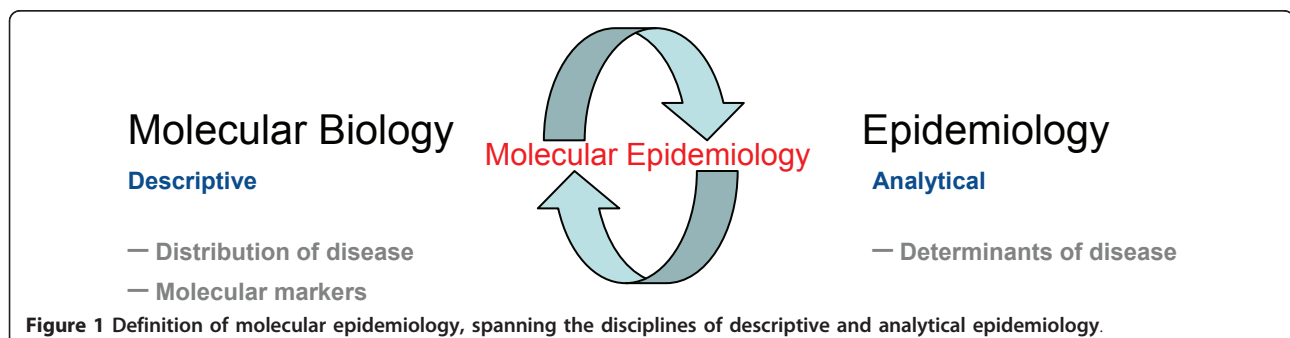 Molecular Biology
Descriptive
— Distribution of disease
— Molecular markers
Molecular Epidemiology
Epidemiology
Analytical
— Determinants of disease
Figure 1 Definition of molecular epidemiology, spanning the disciplines of descriptive and analytical epidemiology.